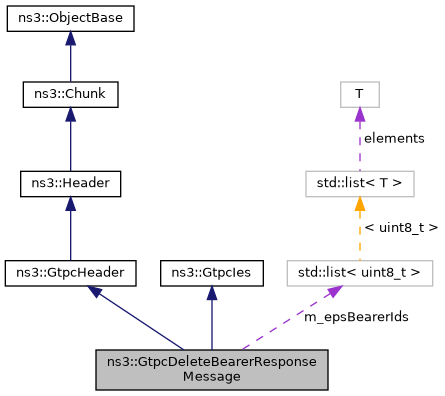 ns3::ObjectBase
ns3::Chunk
T
elements
ns3::Header
std::list< T >
< uint8_t >
ns3::GtpcHeader
ns3::GtpcIes
std::list< uint8_t >
m_epsBearerIds
ns3::GtpcDeleteBearerResponse
Message